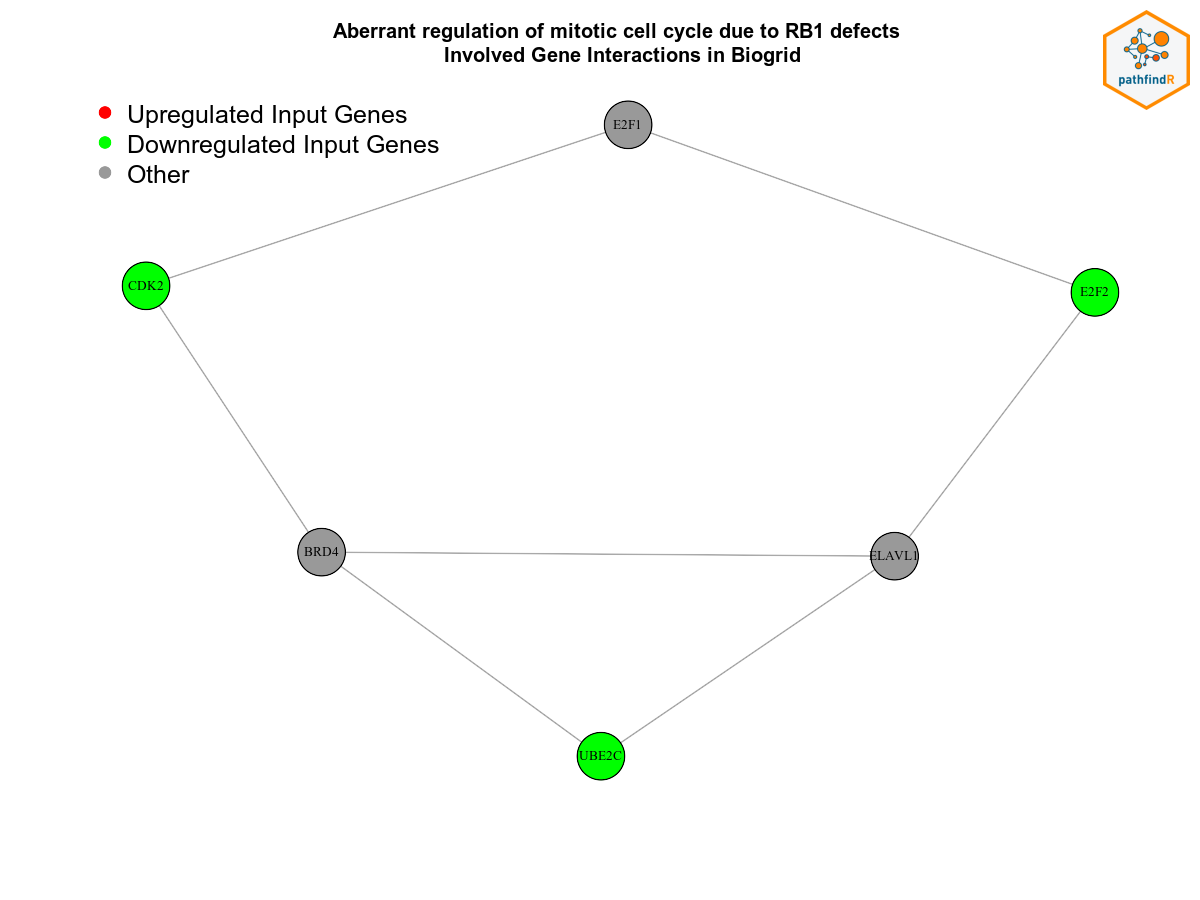 Aberrant regulation of mitotic cell cycle due to RB1 defects
Involved Gene Interactions in Biogrid
pathfindR
Upregulated Input Genes
Downregulated Input Genes
Other
E2F1
CDK2
E2F2
BRD4
ELAVL1
UBE2C